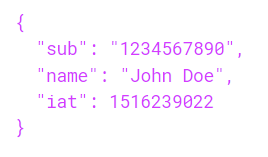 {
  "sub": "1234567890",
  "name": "John Doe",
  "iat": 1516239022
}